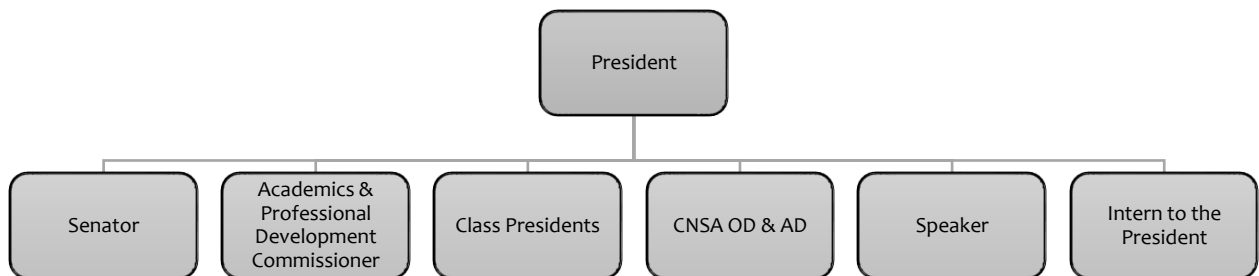 President
Senator
Academics &
Professional
Development
Commissioner
Class Presidents
CNSA OD & AD
Speaker
Intern to the
President